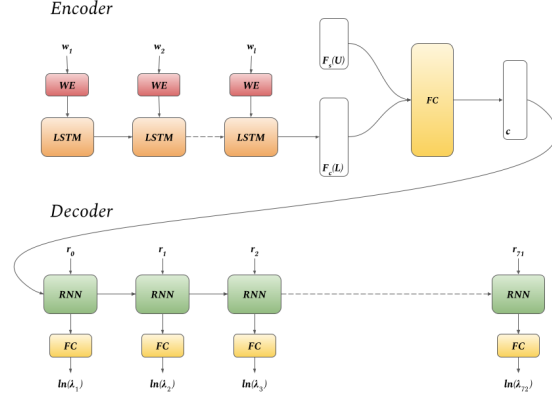 Encoder
w₁ w₂ wₗ
WE WE WE
LSTM LSTM LSTM
Fₛ(U)
F꜀(L)
FC
c
Decoder
r₀ r₁ r₂ r₇₁
RNN RNN RNN RNN
FC FC FC FC
ln(λ₁) ln(λ₂) ln(λ₃) ln(λ₇₂)